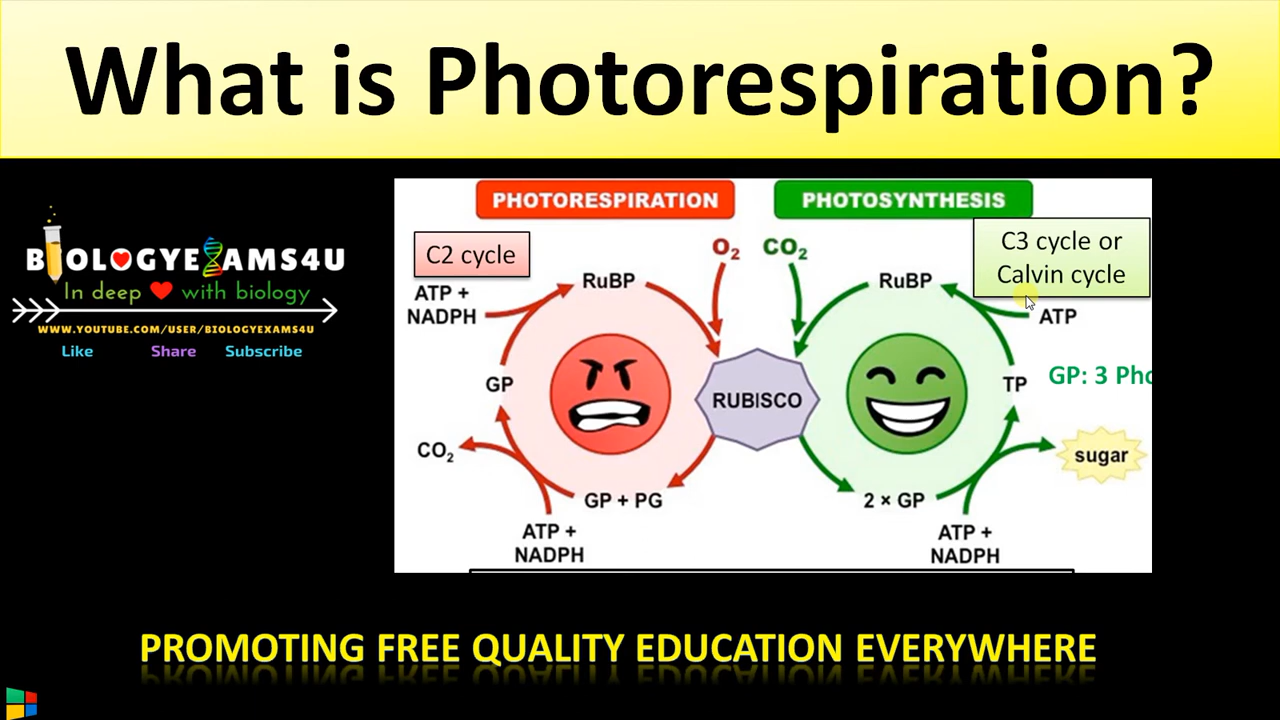 What is Photorespiration?
BIOLOGYEXAMS4U
In deep with biology
WWW.YOUTUBE.COM/USER/BIOLOGYEXAMS4U
Like Share Subscribe
PHOTORESPIRATION
PHOTOSYNTHESIS
C2 cycle
O₂
CO₂
C3 cycle or
Calvin cycle
RuBP
RuBP
ATP +
NADPH
ATP
GP
RUBISCO
TP
GP: 3 Pho
CO₂
sugar
GP + PG
2 × GP
ATP +
NADPH
ATP +
NADPH
PROMOTING FREE QUALITY EDUCATION EVERYWHERE